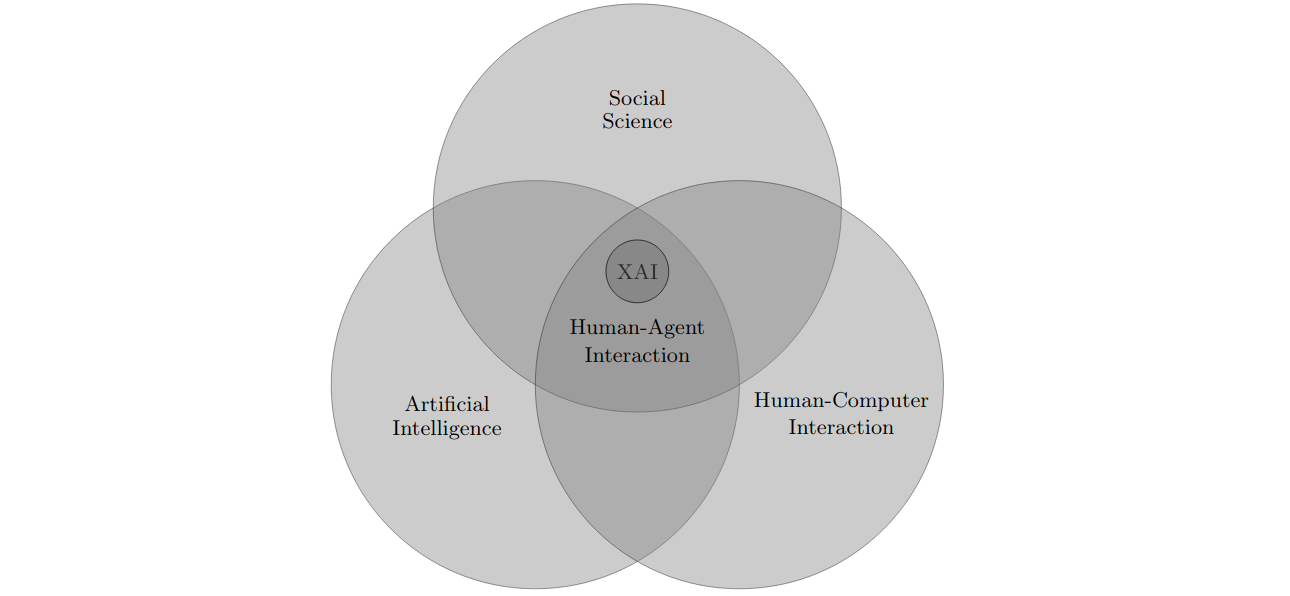 Social
Science
XAI
Human-Agent
Interaction
Artificial
Intelligence
Human-Computer
Interaction